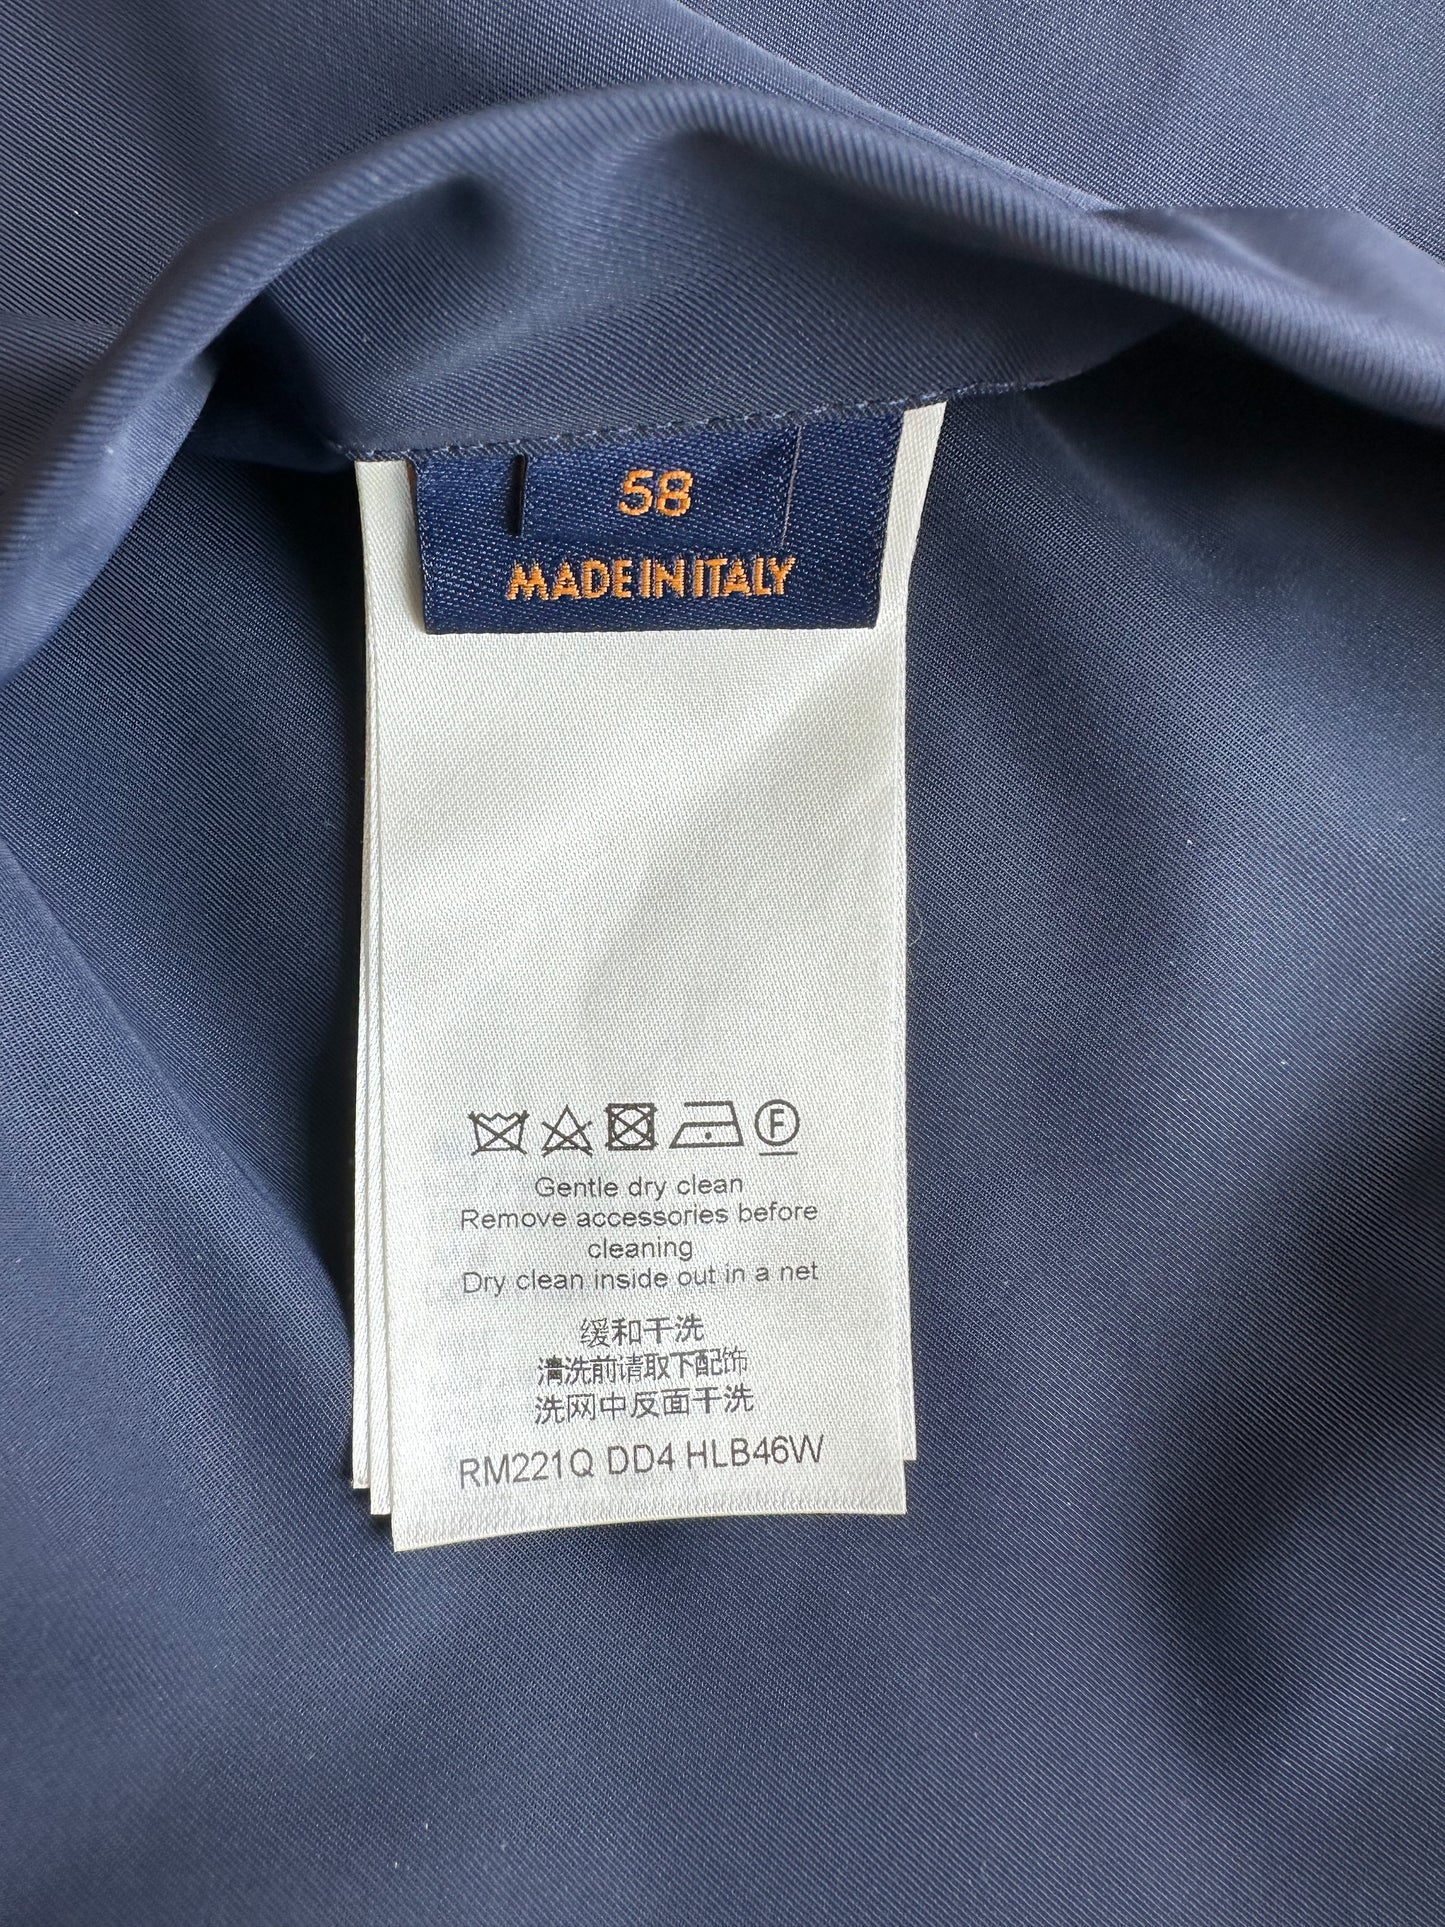 58
MADE IN ITALY
F
Gentle dry clean
Remove accessories before
cleaning
Dry clean inside out in a net
缓和干洗
清洗前请取下配饰
洗网中反面干洗
RM221Q DD4 HLB46W